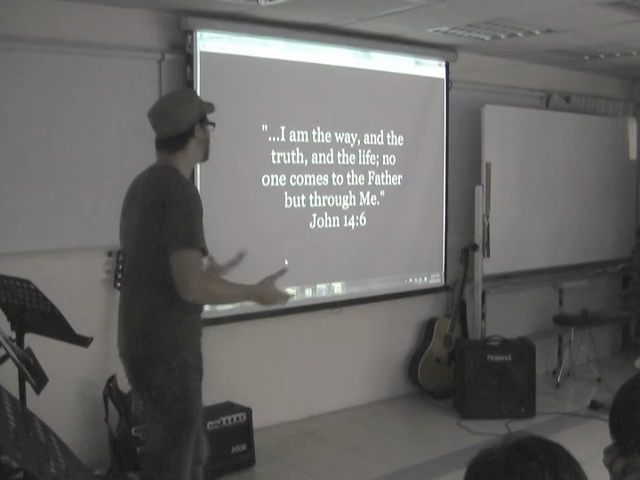 "...I am the way, and the
truth, and the life; no
one comes to the Father
but through Me."
John 14:6
Roland